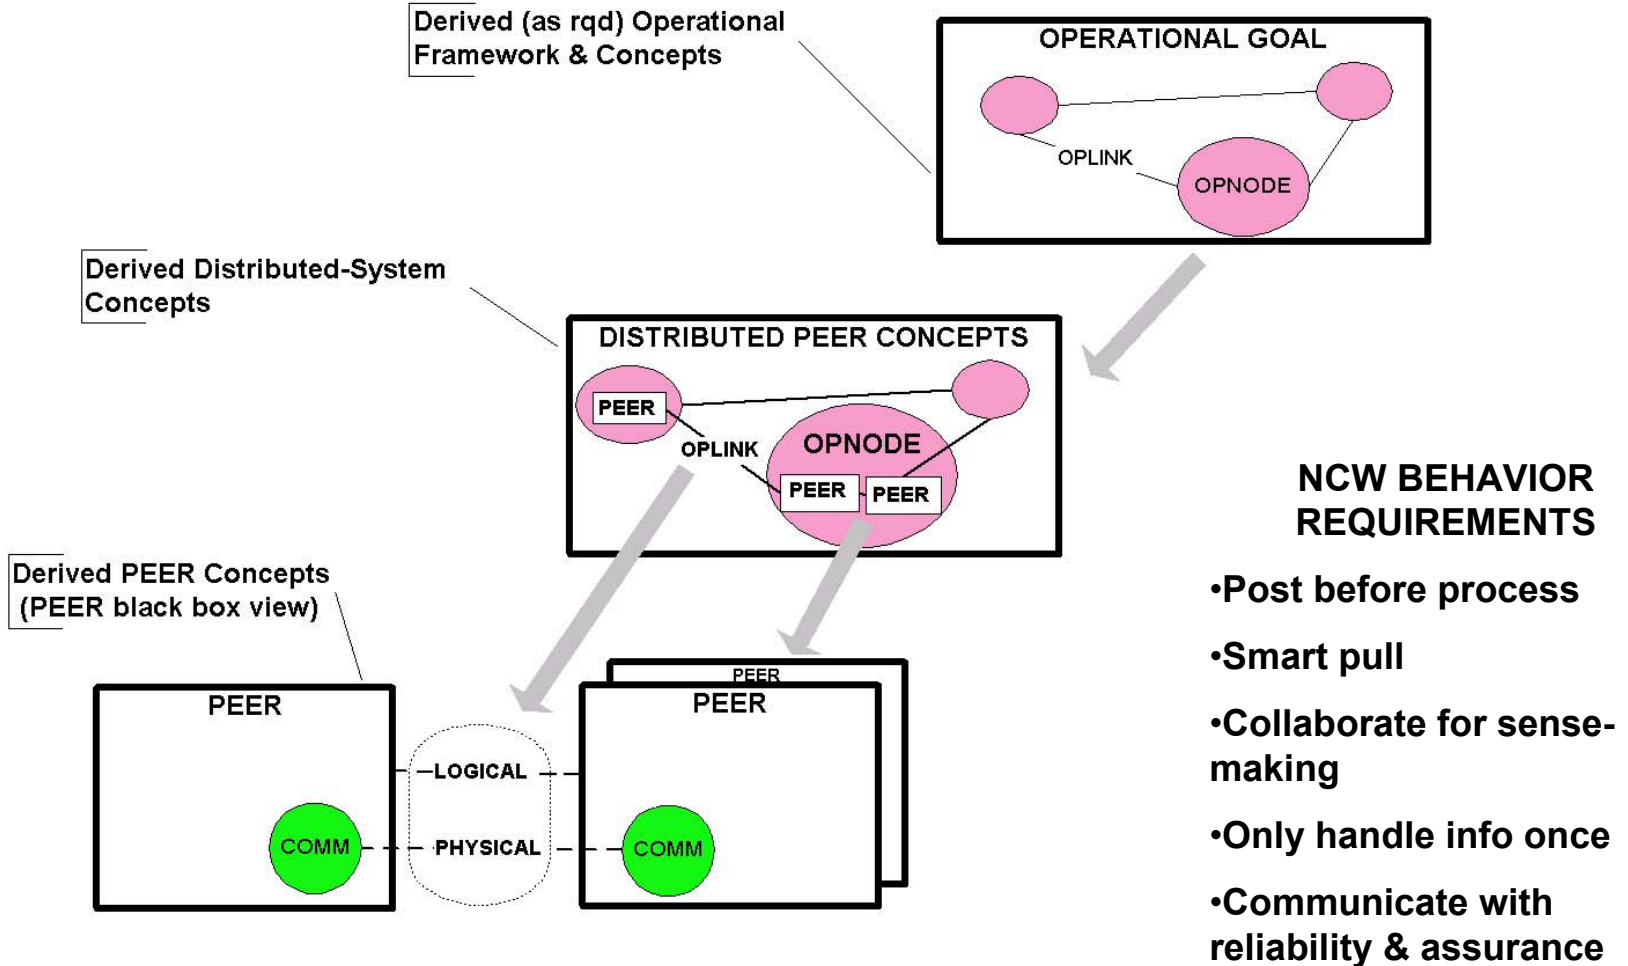 Derived (as rqd) Operational
Framework & Concepts
OPERATIONAL GOAL
OPLINK
OPNODE
Derived Distributed-System
Concepts
DISTRIBUTED PEER CONCEPTS
PEER
OPLINK
OPNODE
PEER
PEER
Derived PEER Concepts
(PEER black box view)
PEER
PEER
PEER
LOGICAL
COMM
PHYSICAL
COMM
NCW BEHAVIOR
REQUIREMENTS
•Post before process
•Smart pull
•Collaborate for sense-
making
•Only handle info once
•Communicate with
reliability & assurance